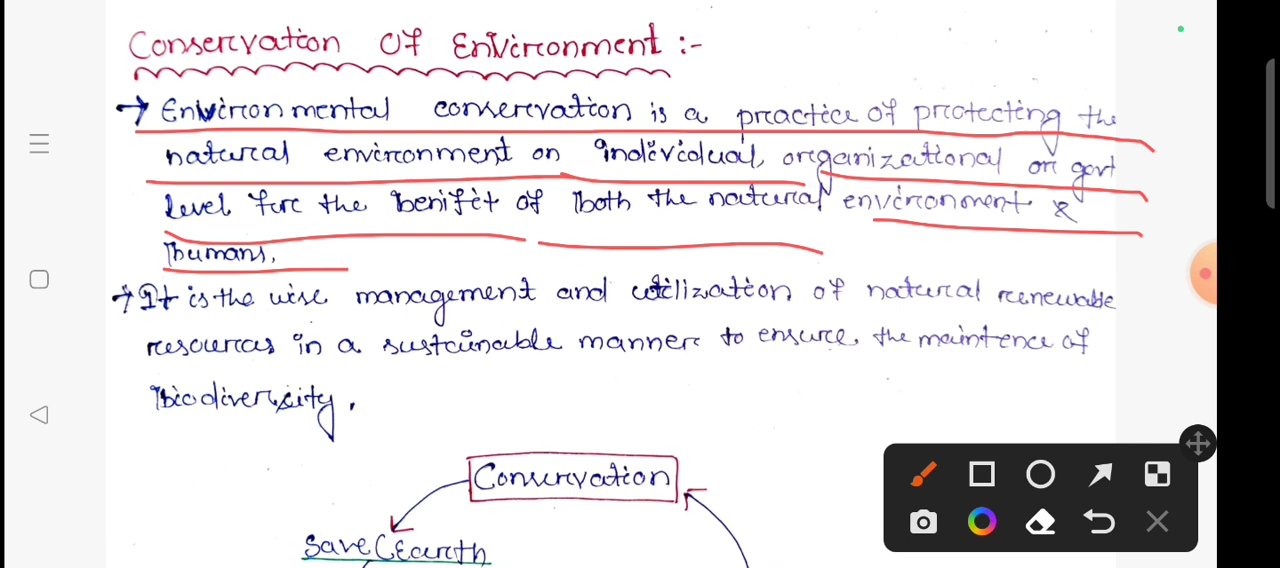 Conservation Of Environment :-
→ Environmental conservation is a practice of protecting the
natural environment on individual, organizational or govt
level for the benifit of both the natural environment &
humans.
→ It is the wise management and utilization of natural renewable
resources in a sustainable manner to ensure the maintence of
biodiversity.
Conservation
Save Earth